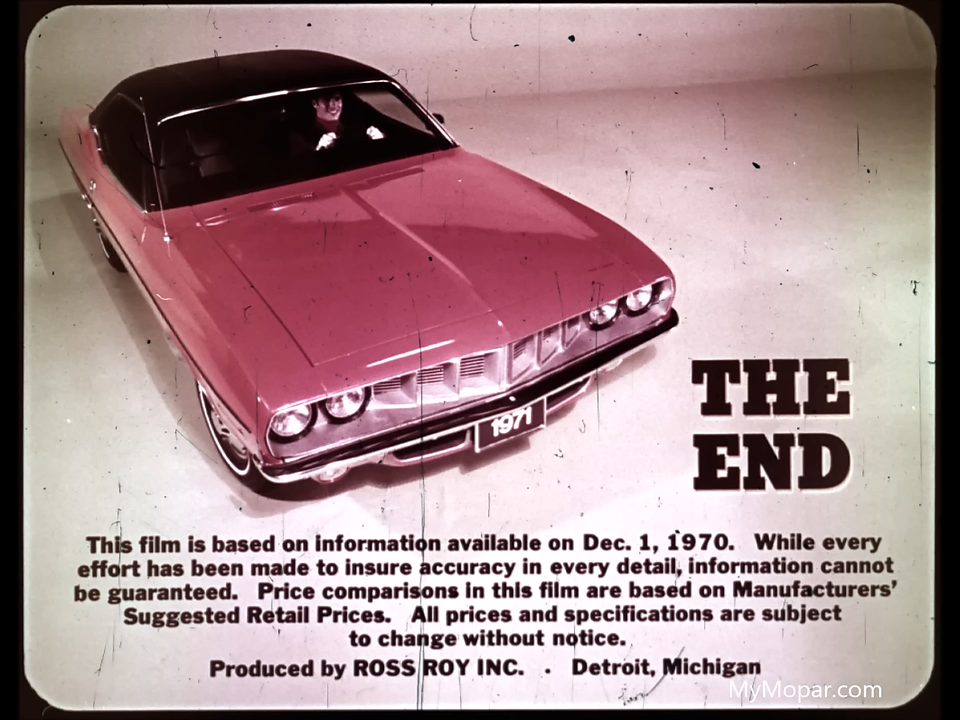 1971
THE
END
This film is based on information available on Dec. 1, 1970. While every
effort has been made to insure accuracy in every detail, information cannot
be guaranteed. Price comparisons in this film are based on Manufacturers'
Suggested Retail Prices. All prices and specifications are subject
to change without notice.
Produced by ROSS ROY INC. · Detroit, Michigan
MyMopar.com